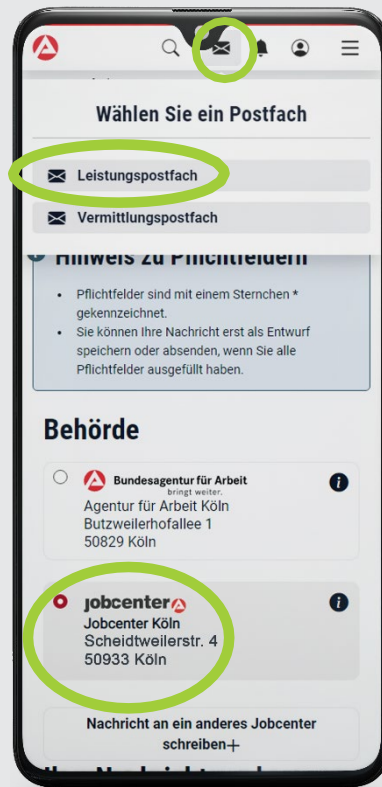 Wählen Sie ein Postfach
Leistungspostfach
Vermittlungspostfach
Hinweis zu Pflichtfeldern
Pflichtfelder sind mit einem Sternchen *
gekennzeichnet.
Sie können Ihre Nachricht erst als Entwurf
speichern oder absenden, wenn Sie alle
Pflichtfelder ausgefüllt haben.
Behörde
Bundesagentur für Arbeit
bringt weiter.
Agentur für Arbeit Köln
Butzweilerhofallee 1
50829 Köln
jobcenter
Jobcenter Köln
Scheidtweilerstr. 4
50933 Köln
Nachricht an ein anderes Jobcenter
schreiben+